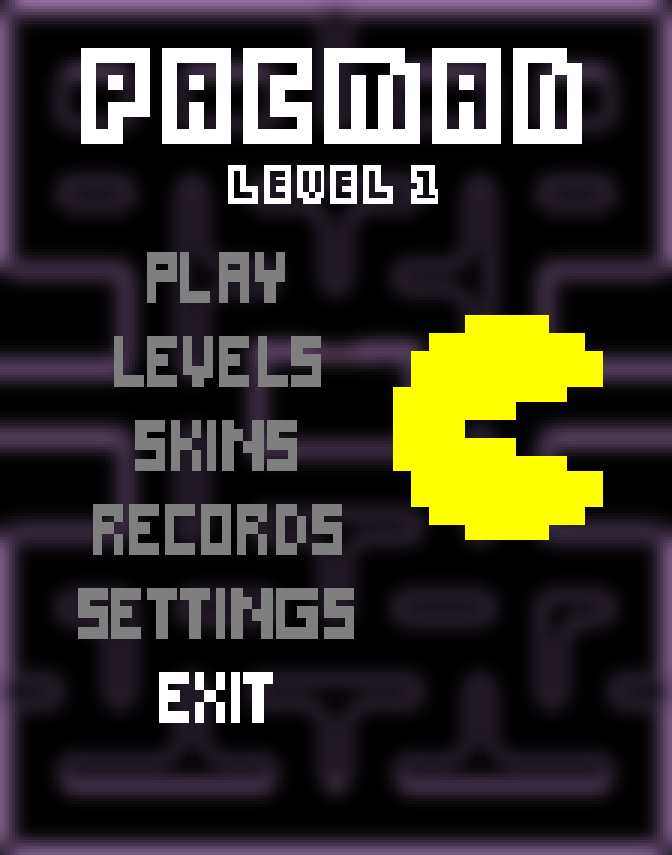 PACMAN
LEVEL 1
PLAY
LEVELS
SKINS
RECORDS
SETTINGS
EXIT